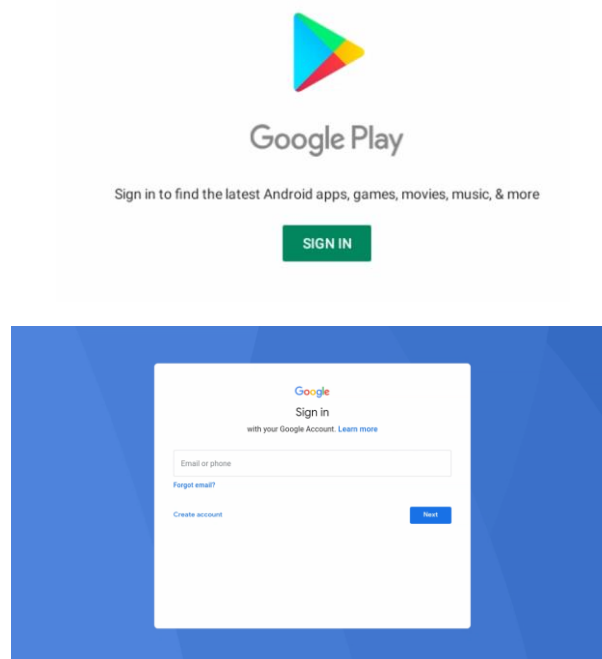 Google Play
Sign in to find the latest Android apps, games, movies, music, & more
SIGN IN
Google
Sign in
with your Google Account. Learn more
Email or phone
Forgot email?
Create account
Next